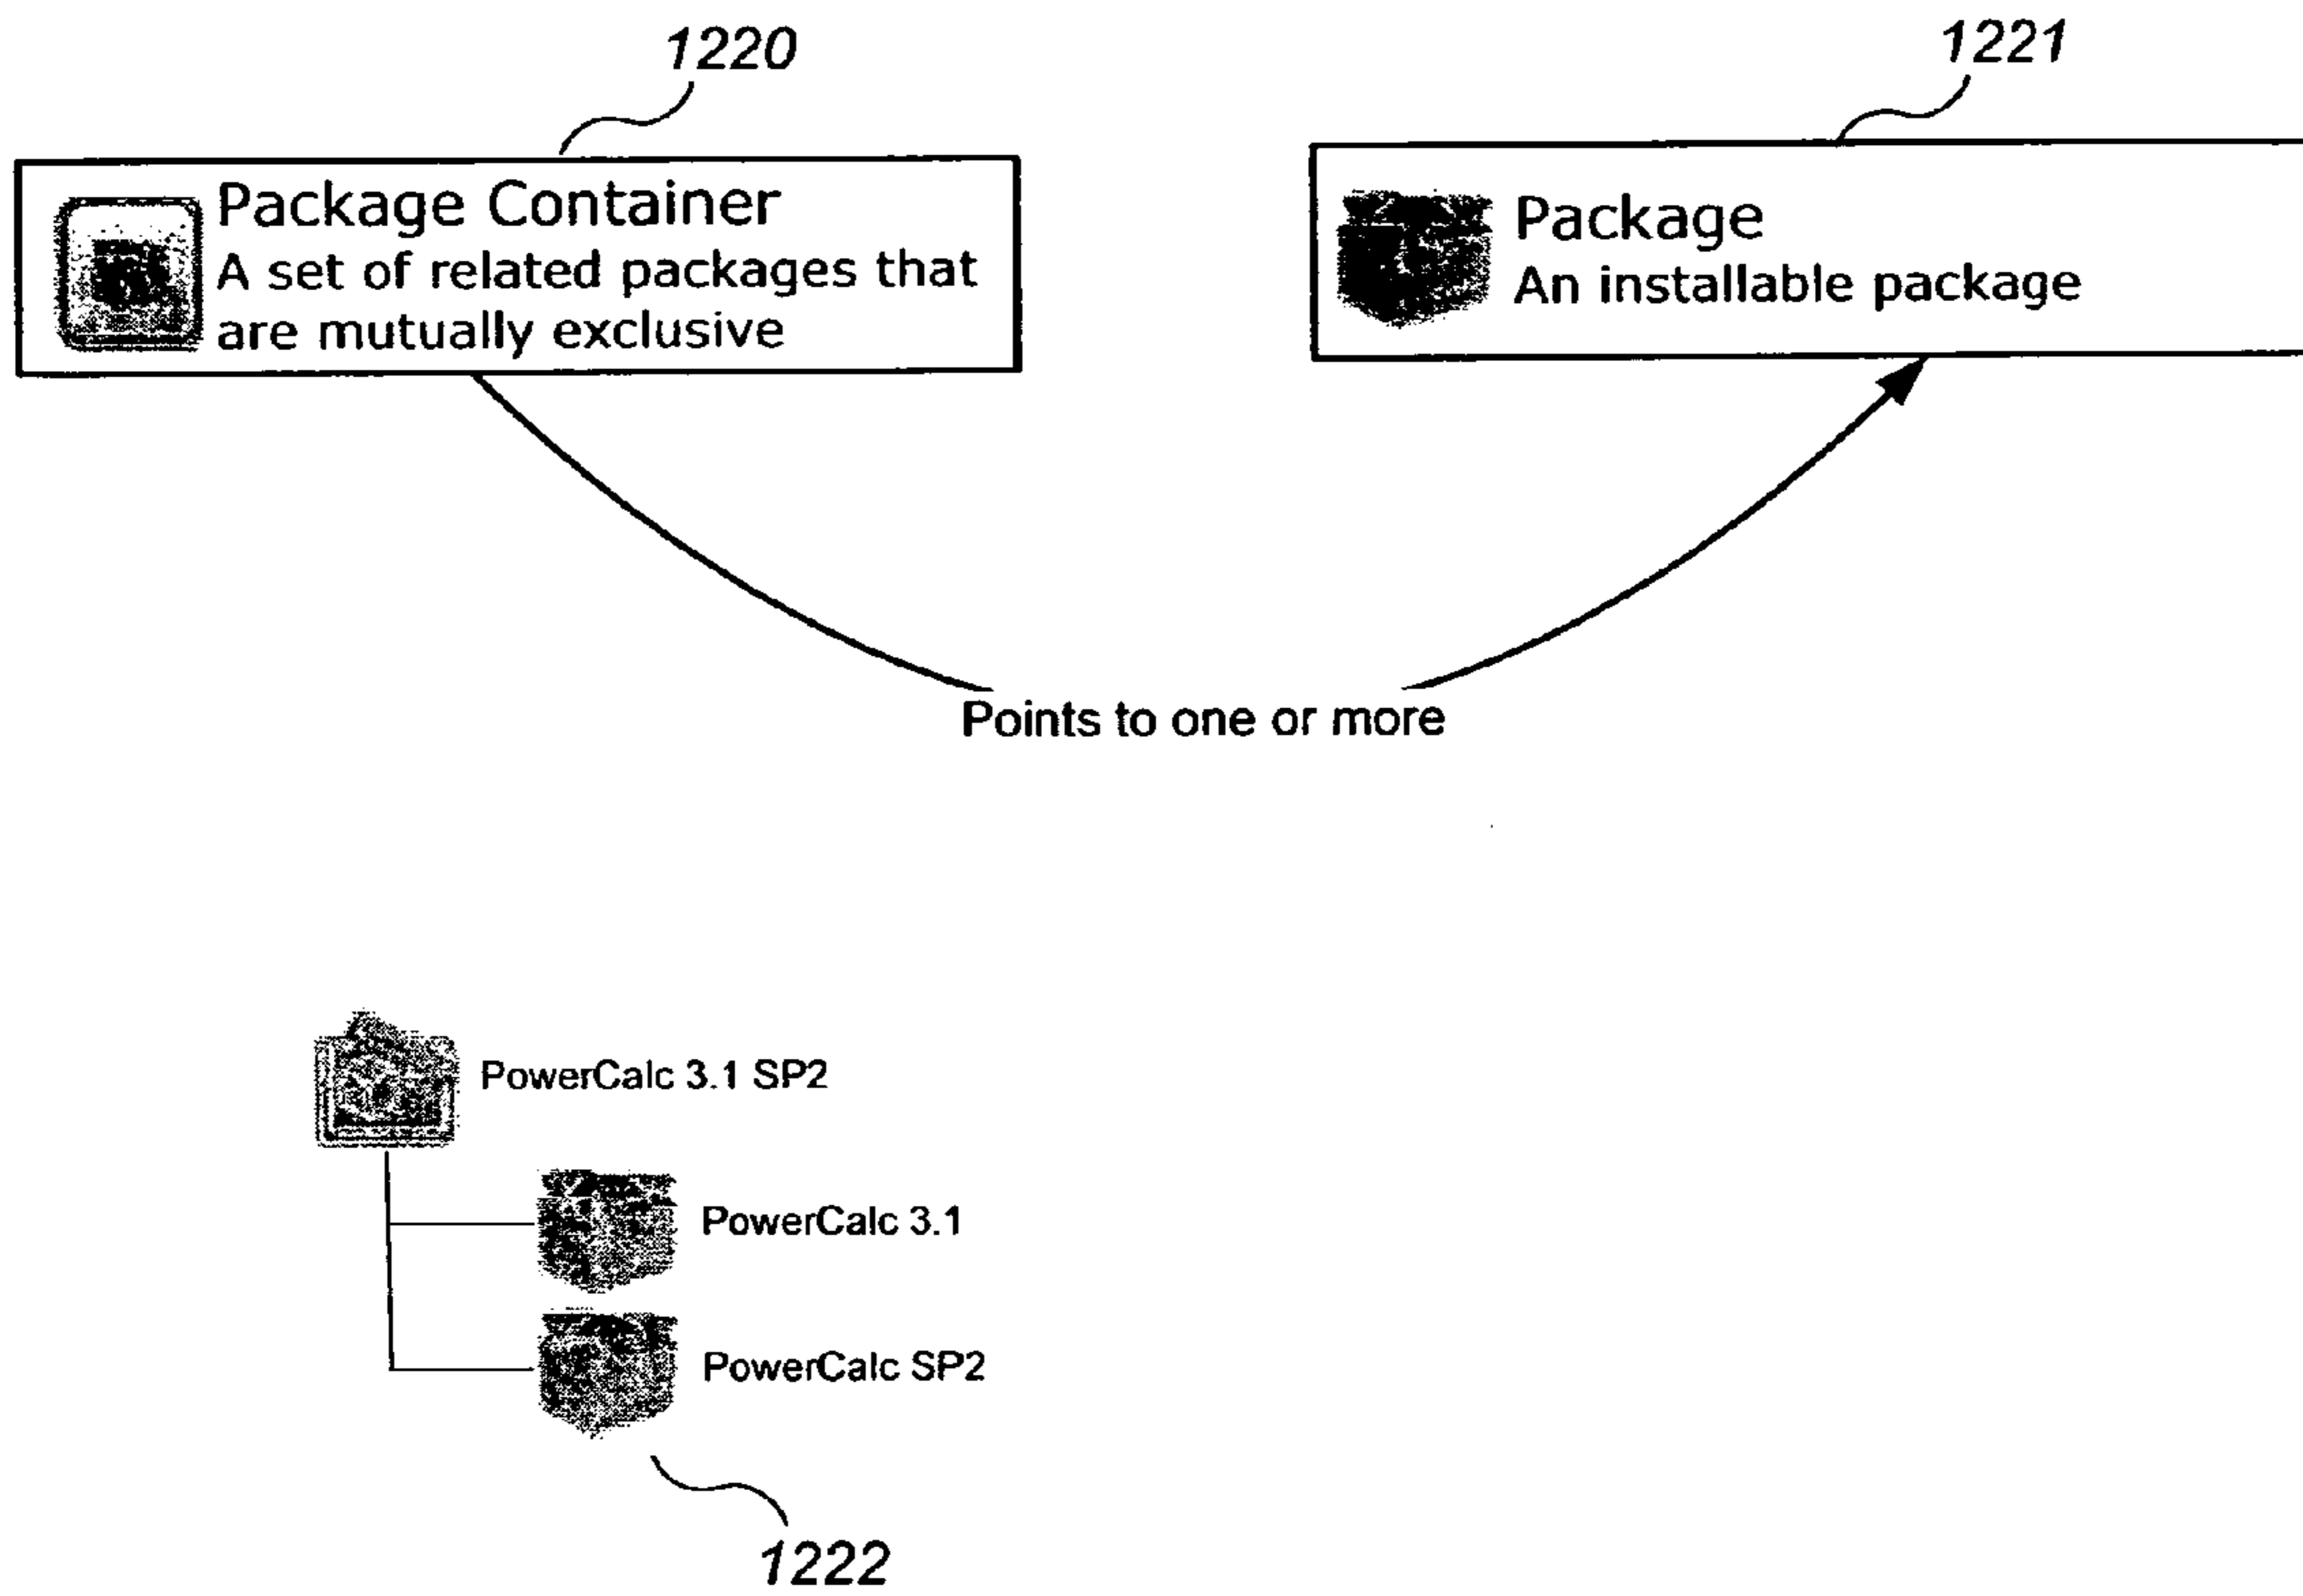 1220
1221
Package Container
A set of related packages that
are mutually exclusive
Package
An installable package
Points to one or more
PowerCalc 3.1 SP2
PowerCalc 3.1
PowerCalc SP2
1222